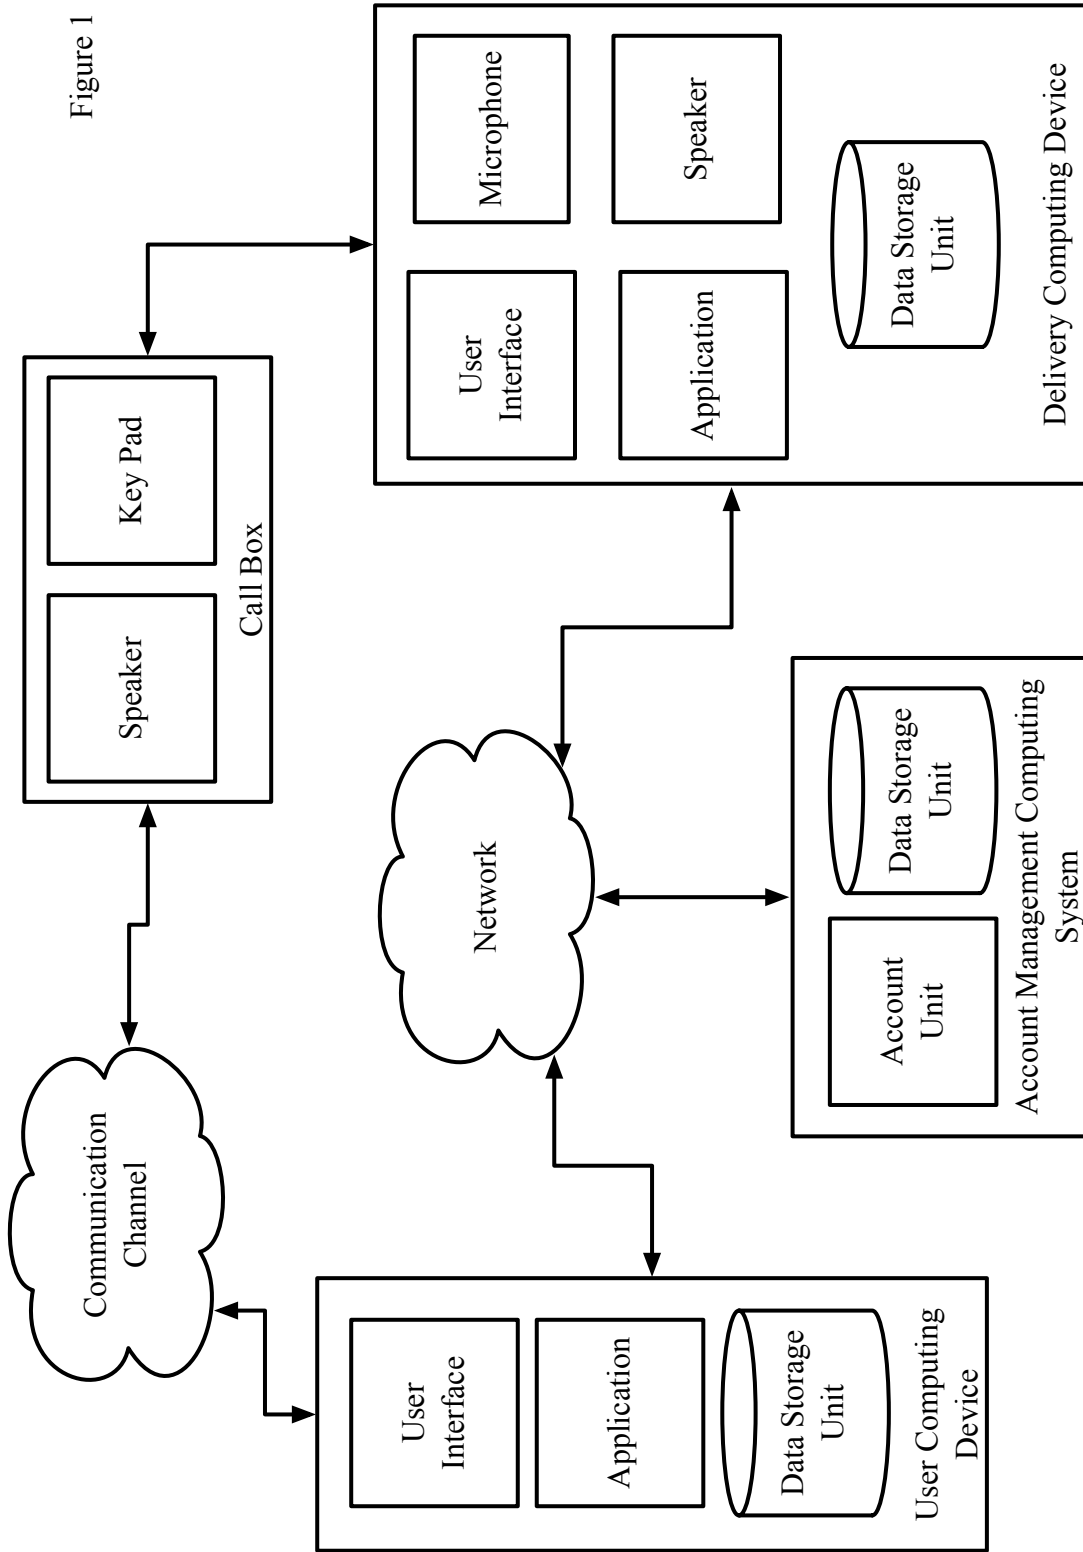 Figure 1
Communication
Channel
Speaker
Key Pad
Call Box
User
Interface
Application
Data Storage
Unit
User Computing
Device
Network
Account
Unit
Data Storage
Unit
Account Management Computing
System
User
Interface
Microphone
Application
Speaker
Data Storage
Unit
Delivery Computing Device